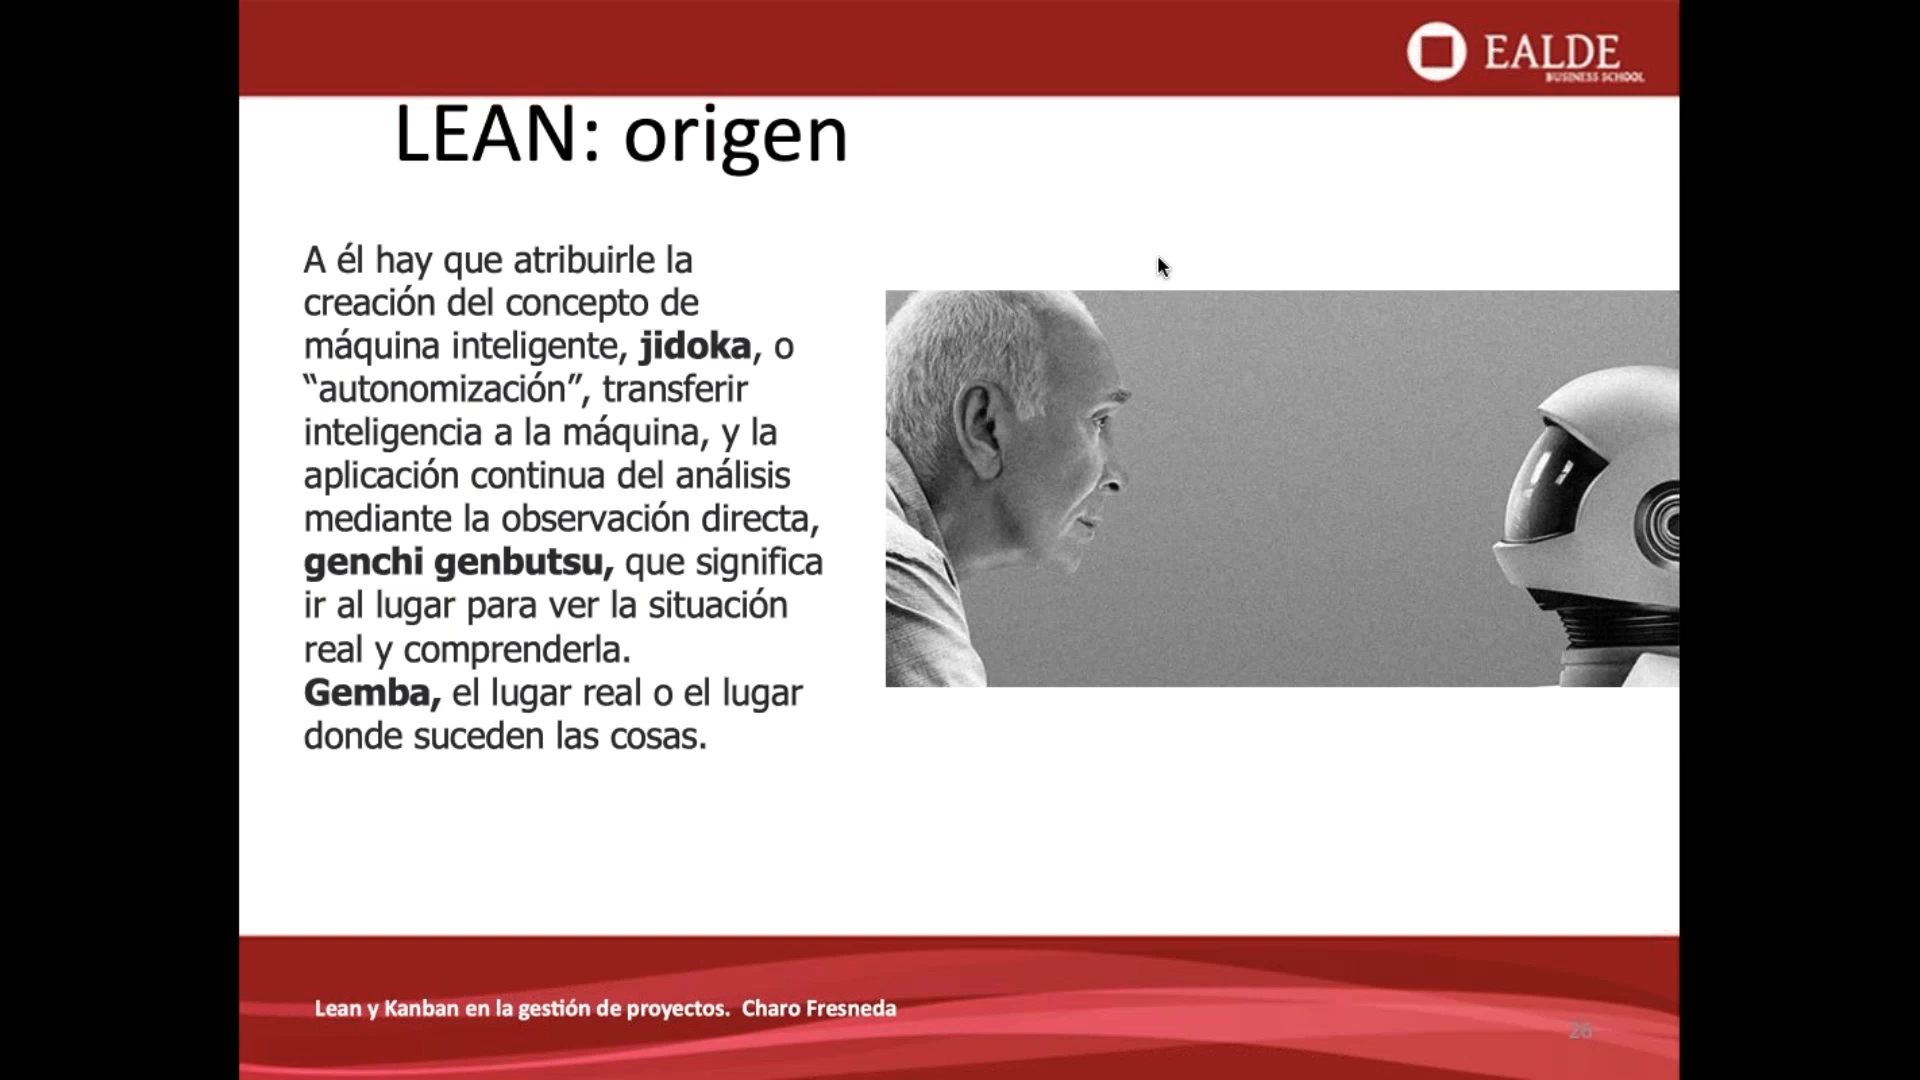 EALDE
BUSINESS SCHOOL
LEAN: origen
A él hay que atribuirle la
creación del concepto de
máquina inteligente, jidoka, o
“autonomización”, transferir
inteligencia a la máquina, y la
aplicación continua del análisis
mediante la observación directa,
genchi genbutsu, que significa
ir al lugar para ver la situación
real y comprenderla.
Gemba, el lugar real o el lugar
donde suceden las cosas.
Lean y Kanban en la gestión de proyectos. Charo Fresneda
26